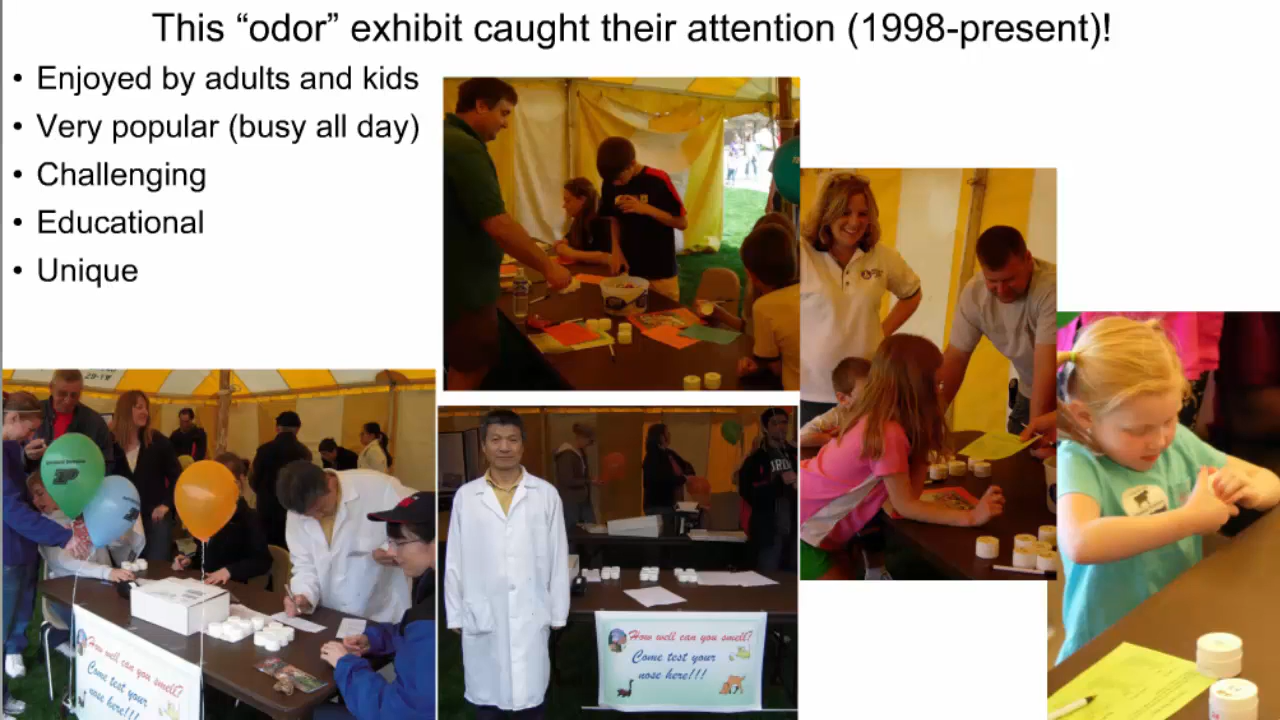 This “odor” exhibit caught their attention (1998-present)!
• Enjoyed by adults and kids
• Very popular (busy all day)
• Challenging
• Educational
• Unique
How well can you smell?
Come test your
nose here!!!
How well can you smell?
Come test your
nose here!!!